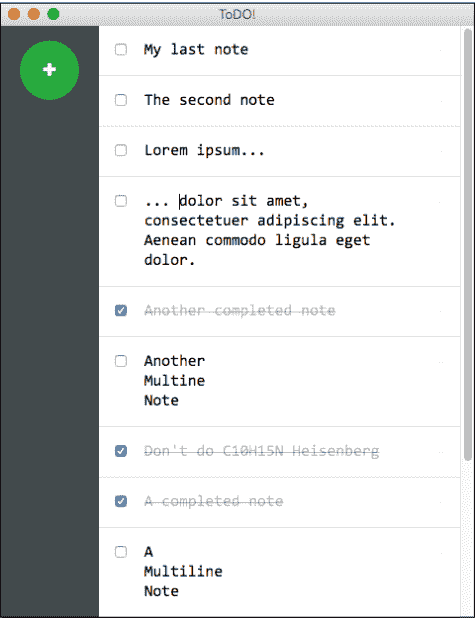 ToDO!
+
My last note
The second note
Lorem ipsum...
... dolor sit amet,
consectetuer adipiscing elit.
Aenean commodo ligula eget
dolor.
Another completed note
Another
Multine
Note
Don't do C10H15N Heisenberg
A completed note
A
Multiline
Note